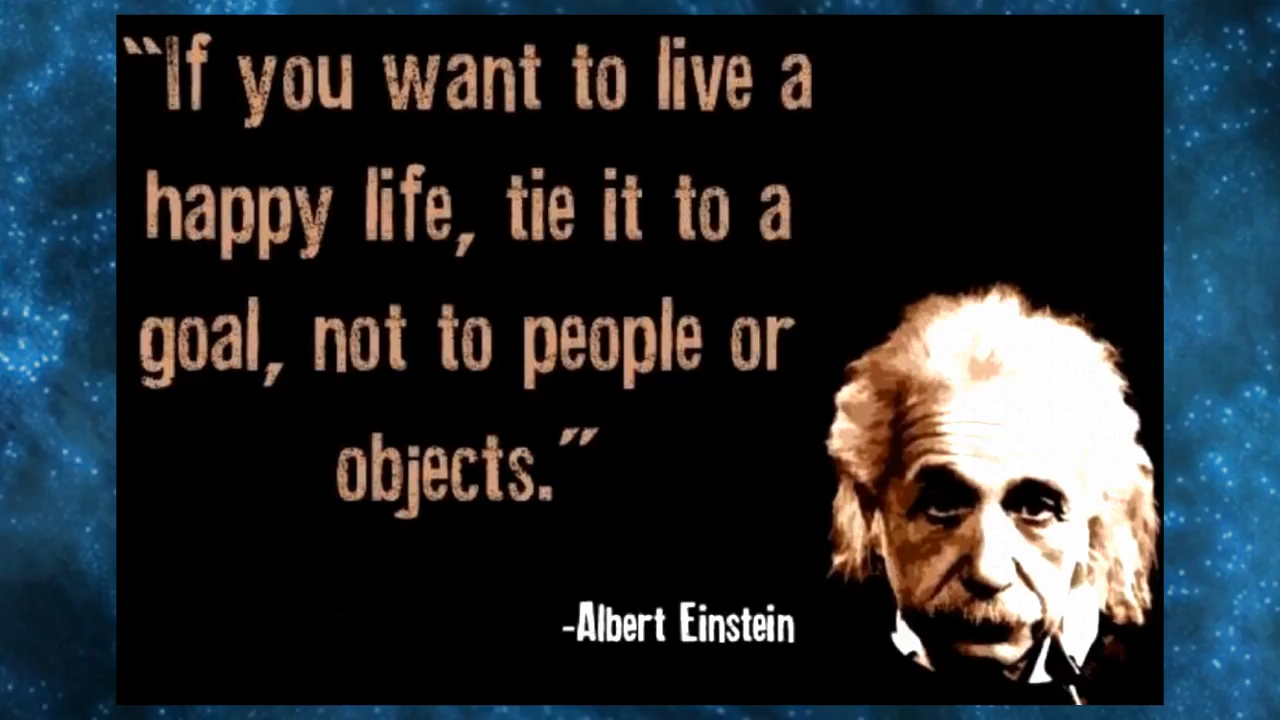 “If you want to live a
happy life, tie it to a
goal, not to people or
objects.”
-Albert Einstein